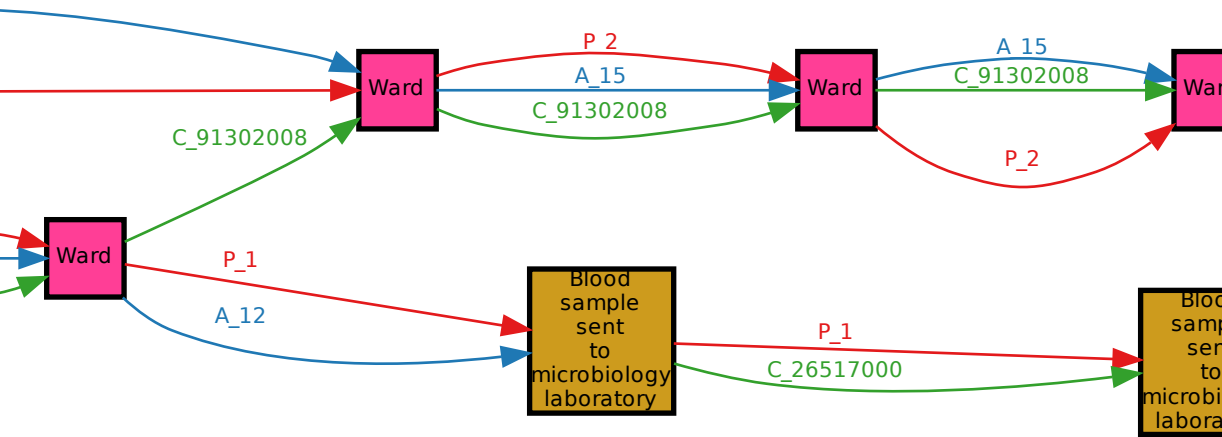 P_2
A_15
Ward
A_15
Ward
C_91302008
C_91302008
C_91302008
P_2
Ward
P_1
A_12
Blood
sample
sent
to
microbiology
laboratory
P_1
C_26517000
to